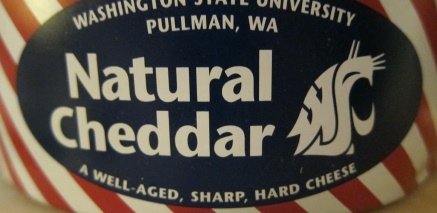 WASHINGTON STATE UNIVERSITY
PULLMAN, WA
Natural
Cheddar
A WELL-AGED, SHARP, HARD CHEESE